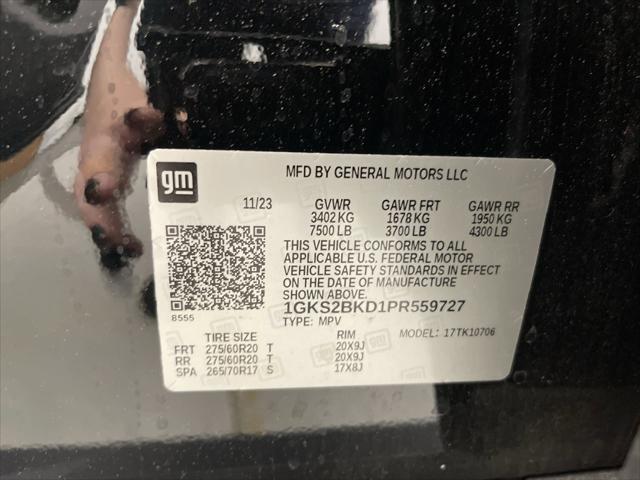 gm
MFD BY GENERAL MOTORS LLC
11/23 GVWR GAWR FRT GAWR RR
3402 KG 1678 KG 1950 KG
7500 LB 3700 LB 4300 LB
THIS VEHICLE CONFORMS TO ALL
APPLICABLE U.S. FEDERAL MOTOR
VEHICLE SAFETY STANDARDS IN EFFECT
ON THE DATE OF MANUFACTURE
SHOWN ABOVE.
8555
1GKS2BKD1PR559727
TYPE: MPV MODEL: 17TK10706
TIRE SIZE RIM
FRT 275/60R20 T 20X9J
RR 275/60R20 T 20X9J
SPA 265/70R17 S 17X8J